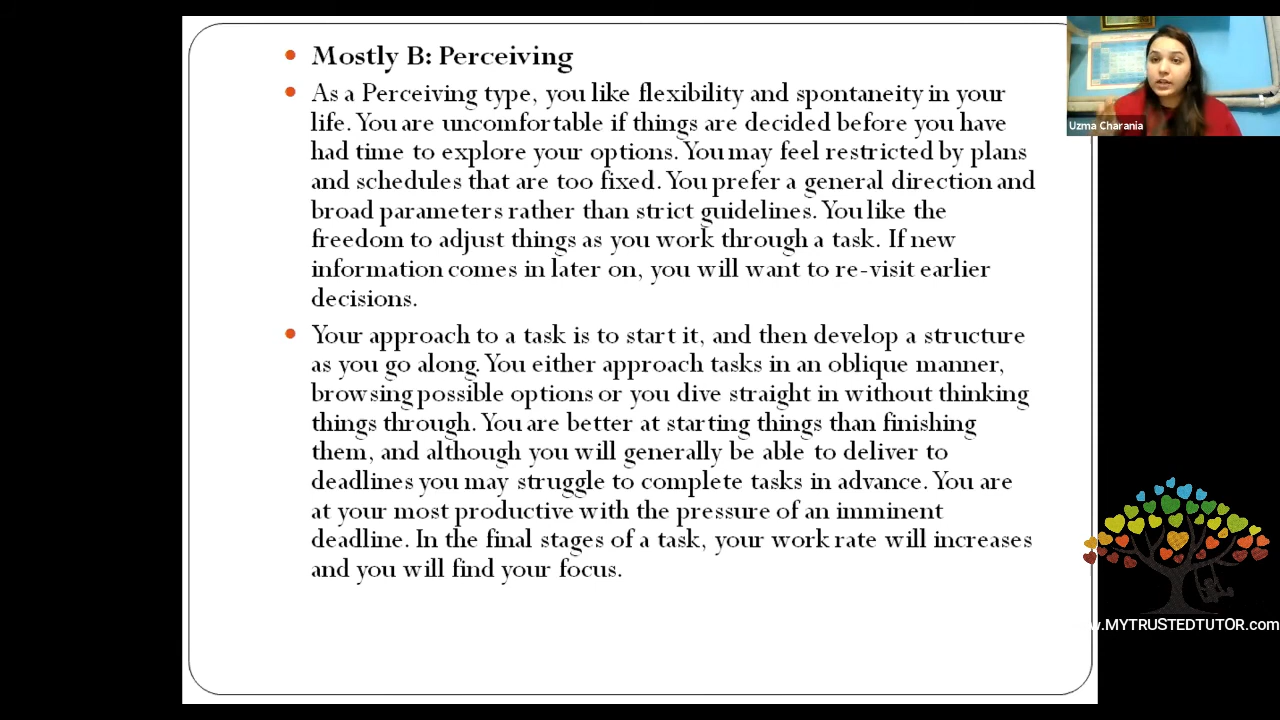 Mostly B: Perceiving
As a Perceiving type, you like flexibility and spontaneity in your
life. You are uncomfortable if things are decided before you have
had time to explore your options. You may feel restricted by plans
and schedules that are too fixed. You prefer a general direction and
broad parameters rather than strict guidelines. You like the
freedom to adjust things as you work through a task. If new
information comes in later on, you will want to re-visit earlier
decisions.
Your approach to a task is to start it, and then develop a structure
as you go along. You either approach tasks in an oblique manner,
browsing possible options or you dive straight in without thinking
things through. You are better at starting things than finishing
them, and although you will generally be able to deliver to
deadlines you may struggle to complete tasks in advance. You are
at your most productive with the pressure of an imminent
deadline. In the final stages of a task, your work rate will increases
and you will find your focus.
Uzma Charania
w.MYTRUSTEDTUTOR.com